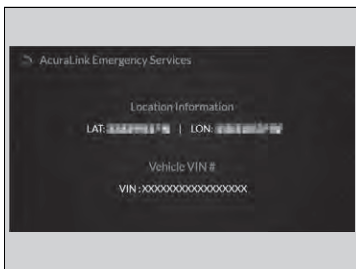 AcuraLink Emergency Services
Location Information
LAT: | LON:
Vehicle VIN #
VIN :XXXXXXXXXXXXXXXXX